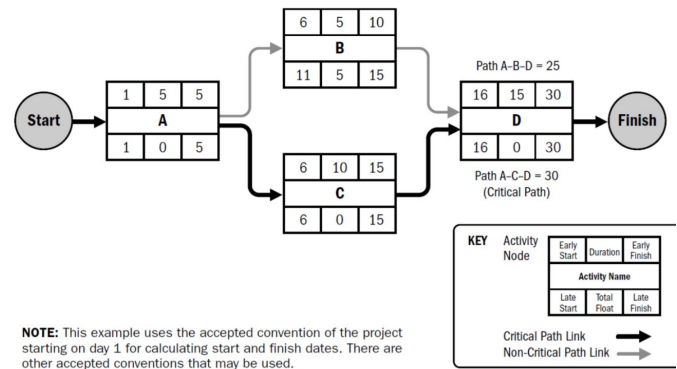 6 5 10
B
11 5 15
Path A–B–D = 25
Start
1 5 5
A
1 0 5
16 15 30
D
16 0 30
Finish
6 10 15
C
6 0 15
Path A–C–D = 30
(Critical Path)
KEY
Activity
Node
Early
Start
Duration
Early
Finish
Activity Name
Late
Start
Total
Float
Late
Finish
Critical Path Link
Non-Critical Path Link
NOTE: This example uses the accepted convention of the project
starting on day 1 for calculating start and finish dates. There are
other accepted conventions that may be used.